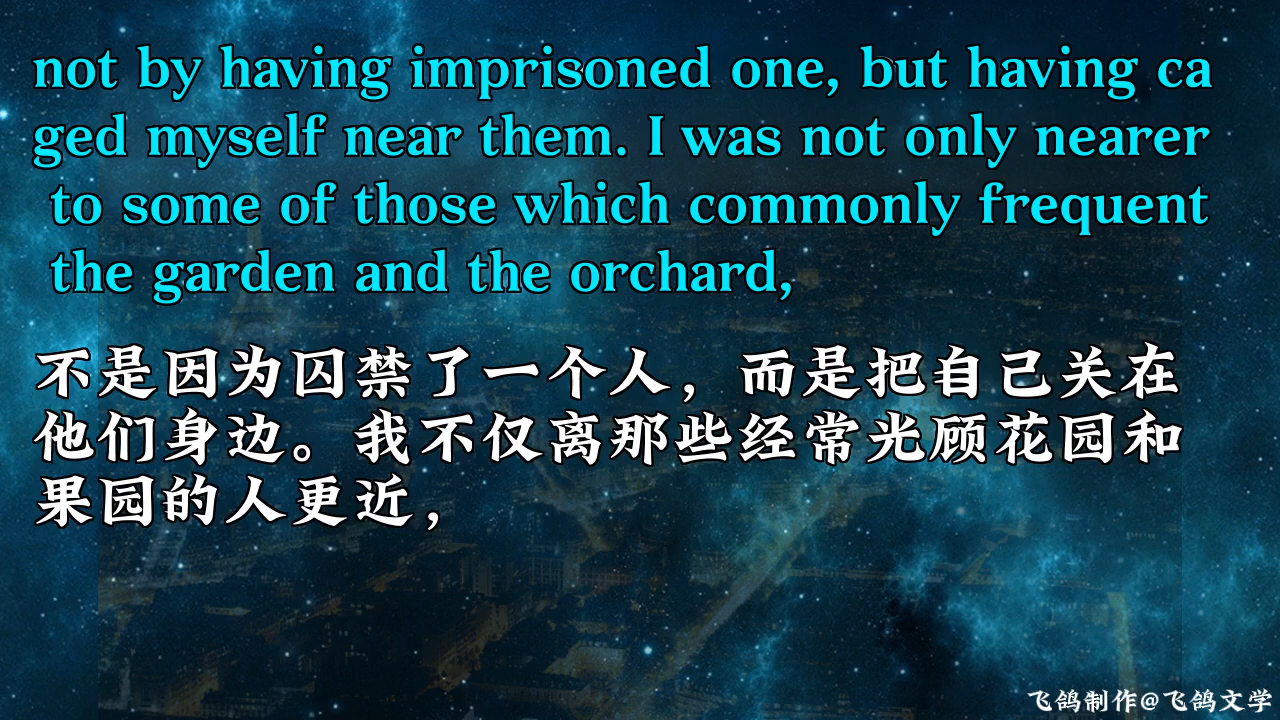 not by having imprisoned one, but having ca
ged myself near them. I was not only nearer
to some of those which commonly frequent
the garden and the orchard,
不是因为囚禁了一个人，而是把自己关在
他们身边。我不仅离那些经常光顾花园和
果园的人更近，
飞鸽制作@飞鸽文学